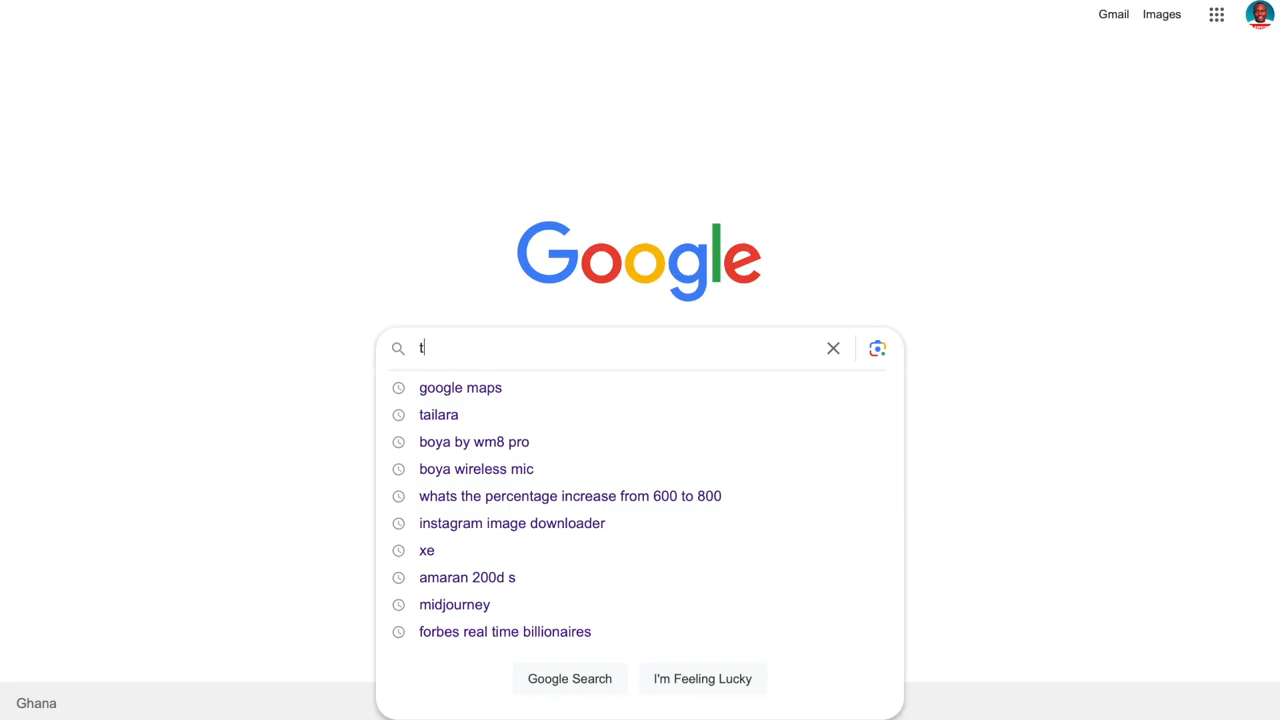 Gmail Images
Google
t
google maps
tailara
boya by wm8 pro
boya wireless mic
whats the percentage increase from 600 to 800
instagram image downloader
xe
amaran 200d s
midjourney
forbes real time billionaires
Google Search I'm Feeling Lucky
Ghana